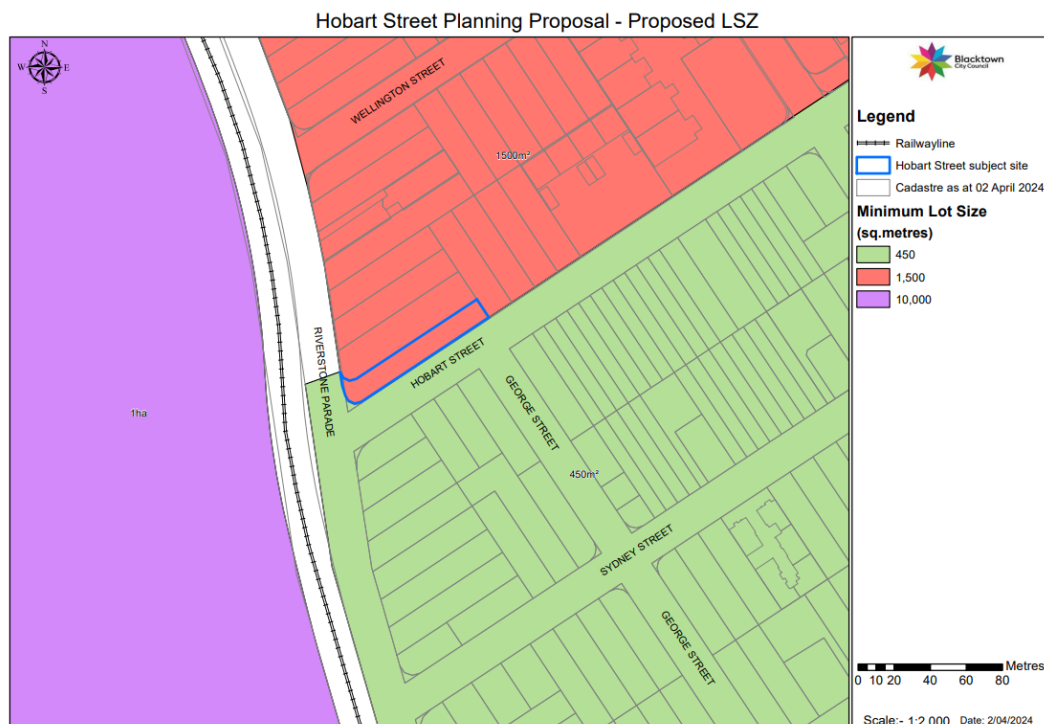 Hobart Street Planning Proposal - Proposed LSZ
N
W
E
S
WELLINGTON STREET
1500m²
RIVERSTONE PARADE
HOBART STREET
GEORGE STREET
1ha
450m²
SYDNEY STREET
GEORGE STREET
Blacktown
City Council
Legend
Railwayline
Hobart Street subject site
Cadastre as at 02 April 2024
Minimum Lot Size
(sq.metres)
450
1,500
10,000
Metres
0 10 20 40 60 80
Scale:- 1:2,000 Date: 2/04/2024